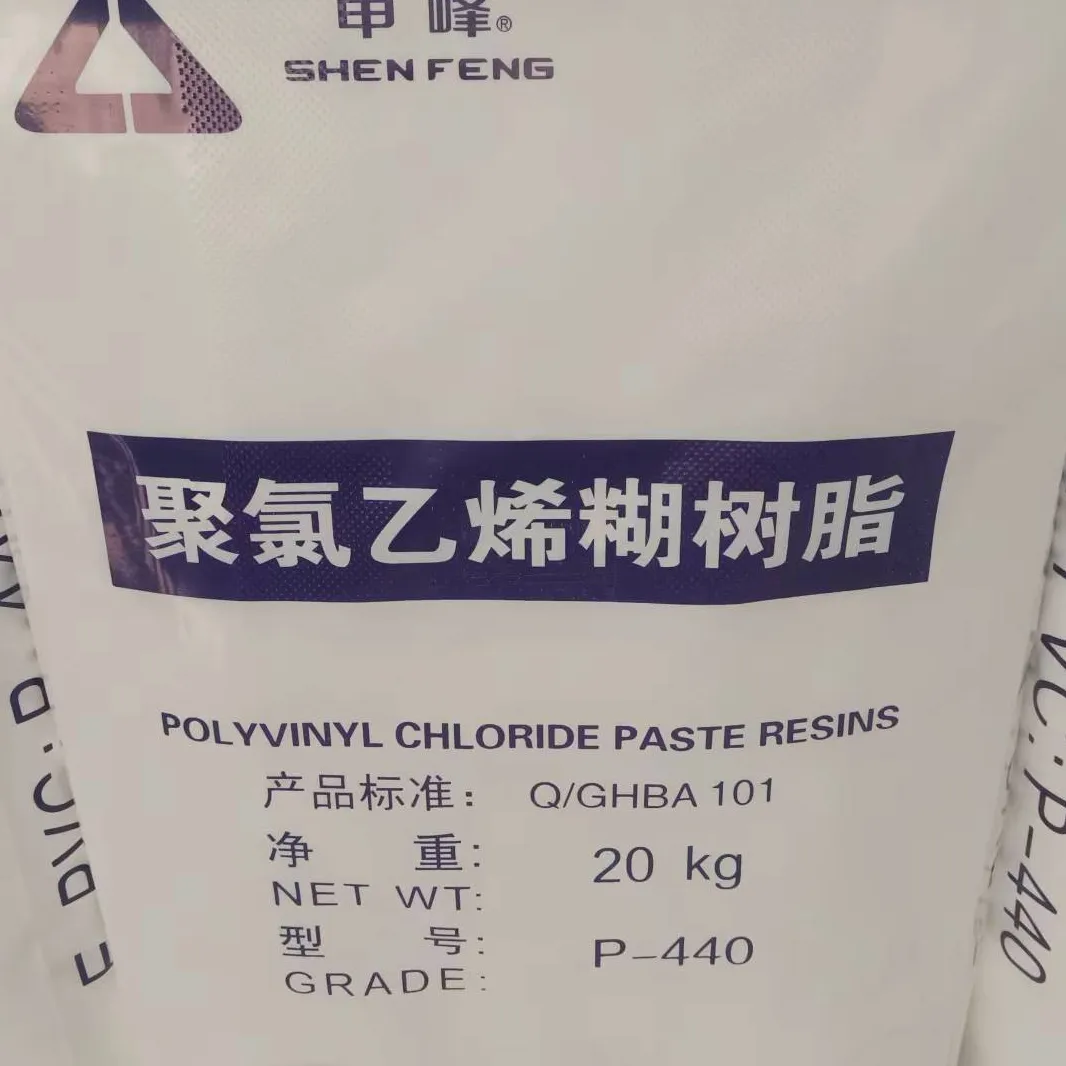 申峰®
SHEN FENG
聚氯乙烯糊树脂
POLYVINYL CHLORIDE PASTE RESINS
产品标准： Q/GHBA 101
净 重： 20 kg
NET WT:
型 号： P-440
GRADE:
P-440